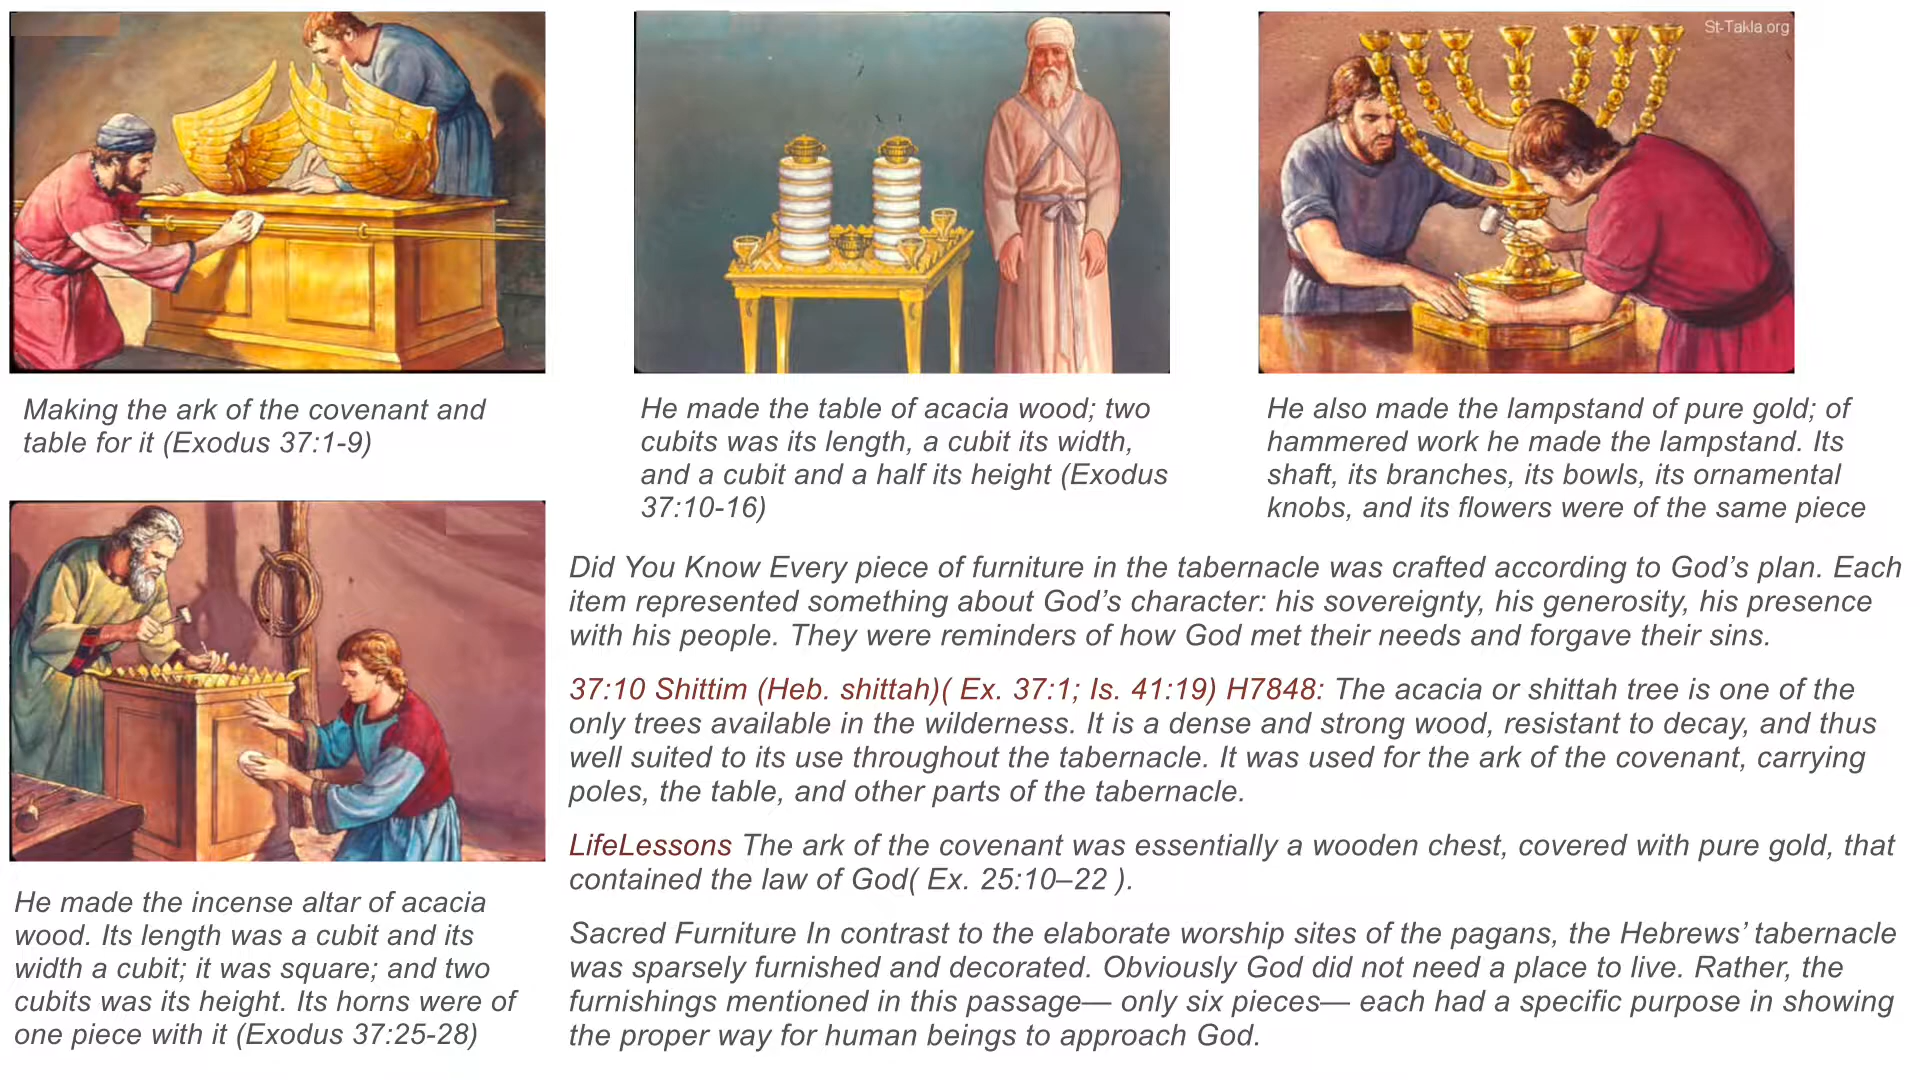 St-Takla.org
Making the ark of the covenant and
table for it (Exodus 37:1-9)
He made the table of acacia wood; two
cubits was its length, a cubit its width,
and a cubit and a half its height (Exodus
37:10-16)
He also made the lampstand of pure gold; of
hammered work he made the lampstand. Its
shaft, its branches, its bowls, its ornamental
knobs, and its flowers were of the same piece
He made the incense altar of acacia
wood. Its length was a cubit and its
width a cubit; it was square; and two
cubits was its height. Its horns were of
one piece with it (Exodus 37:25-28)
Did You Know Every piece of furniture in the tabernacle was crafted according to God’s plan. Each
item represented something about God’s character: his sovereignty, his generosity, his presence
with his people. They were reminders of how God met their needs and forgave their sins.
37:10 Shittim (Heb. shittah)( Ex. 37:1; Is. 41:19) H7848: The acacia or shittah tree is one of the
only trees available in the wilderness. It is a dense and strong wood, resistant to decay, and thus
well suited to its use throughout the tabernacle. It was used for the ark of the covenant, carrying
poles, the table, and other parts of the tabernacle.
LifeLessons The ark of the covenant was essentially a wooden chest, covered with pure gold, that
contained the law of God( Ex. 25:10–22 ).
Sacred Furniture In contrast to the elaborate worship sites of the pagans, the Hebrews’ tabernacle
was sparsely furnished and decorated. Obviously God did not need a place to live. Rather, the
furnishings mentioned in this passage— only six pieces— each had a specific purpose in showing
the proper way for human beings to approach God.